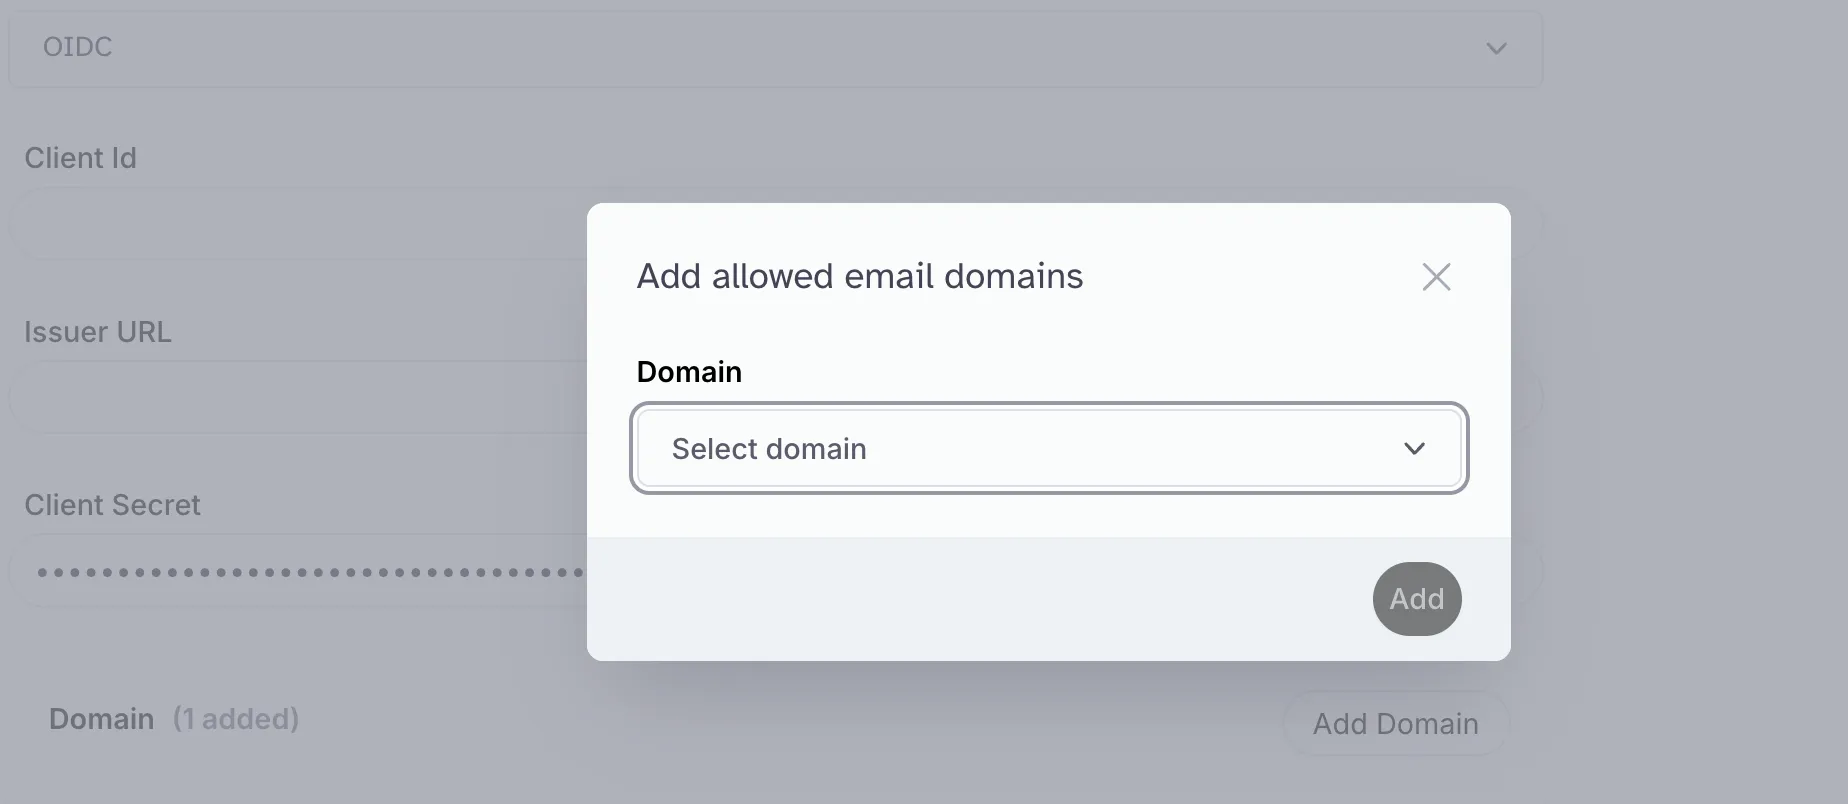 OIDC
Client Id
Issuer URL
Client Secret
Add allowed email domains
Domain
Select domain
Add
Domain (1 added)
Add Domain